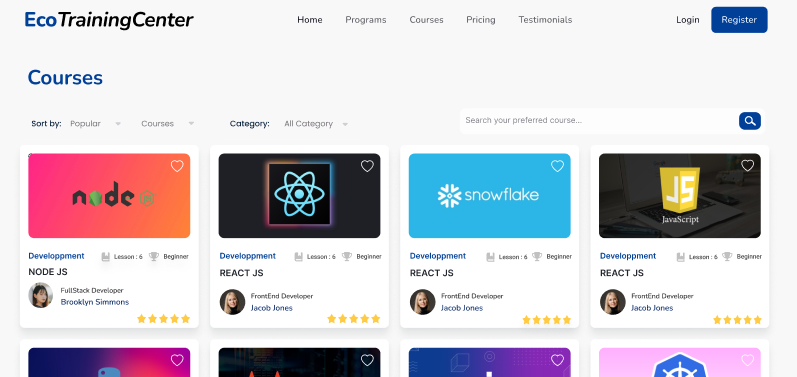 EcoTrainingCenter Home Programs Courses Pricing Testimonials Login Register
Courses
Sort by: Popular Courses Category: All Category Search your preferred course...
node JS
snowflake
JS
JavaScript
Developpment Lesson : 6 Beginner
NODE JS
FullStack Developer
Brooklyn Simmons
Developpment Lesson : 6 Beginner
REACT JS
FrontEnd Developer
Jacob Jones
Developpment Lesson : 6 Beginner
REACT JS
FrontEnd Developer
Jacob Jones
Developpment Lesson : 6 Beginner
REACT JS
FrontEnd Developer
Jacob Jones